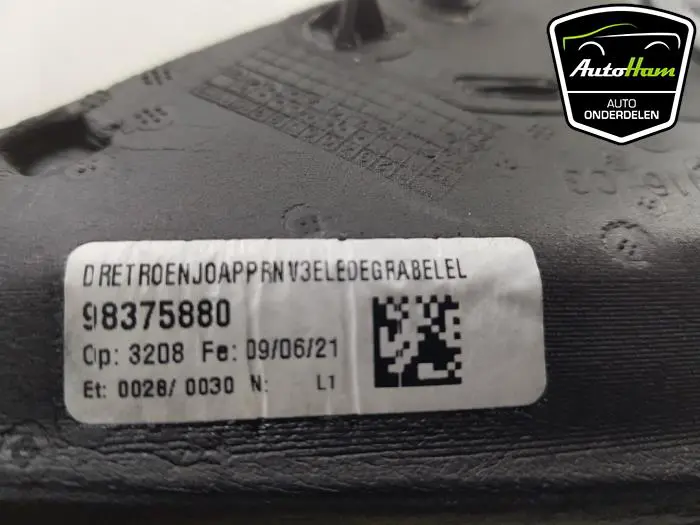 AutoHam
AUTO
ONDERDELEN
DRETROENJOAPPRNV3ELEDEGRABELEL
98375880
Op: 3208 Fe: 09/06/21
Et: 0028/ 0030 N: L1